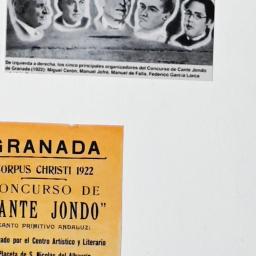 De izquierda a derecha, los cinco principales organizadores del Concurso de Cante Jondo
de Granada (1922): Miguel Cerón, Manuel Jofré, Manuel de Falla, Federico García Lorca
GRANADA
CORPUS CHRISTI 1922
CONCURSO DE
CANTE JONDO"
CANTO PRIMITIVO ANDALUZ
ado por el Centro Artístico y Literario
Placeta de S. Nicolás del Albaicín